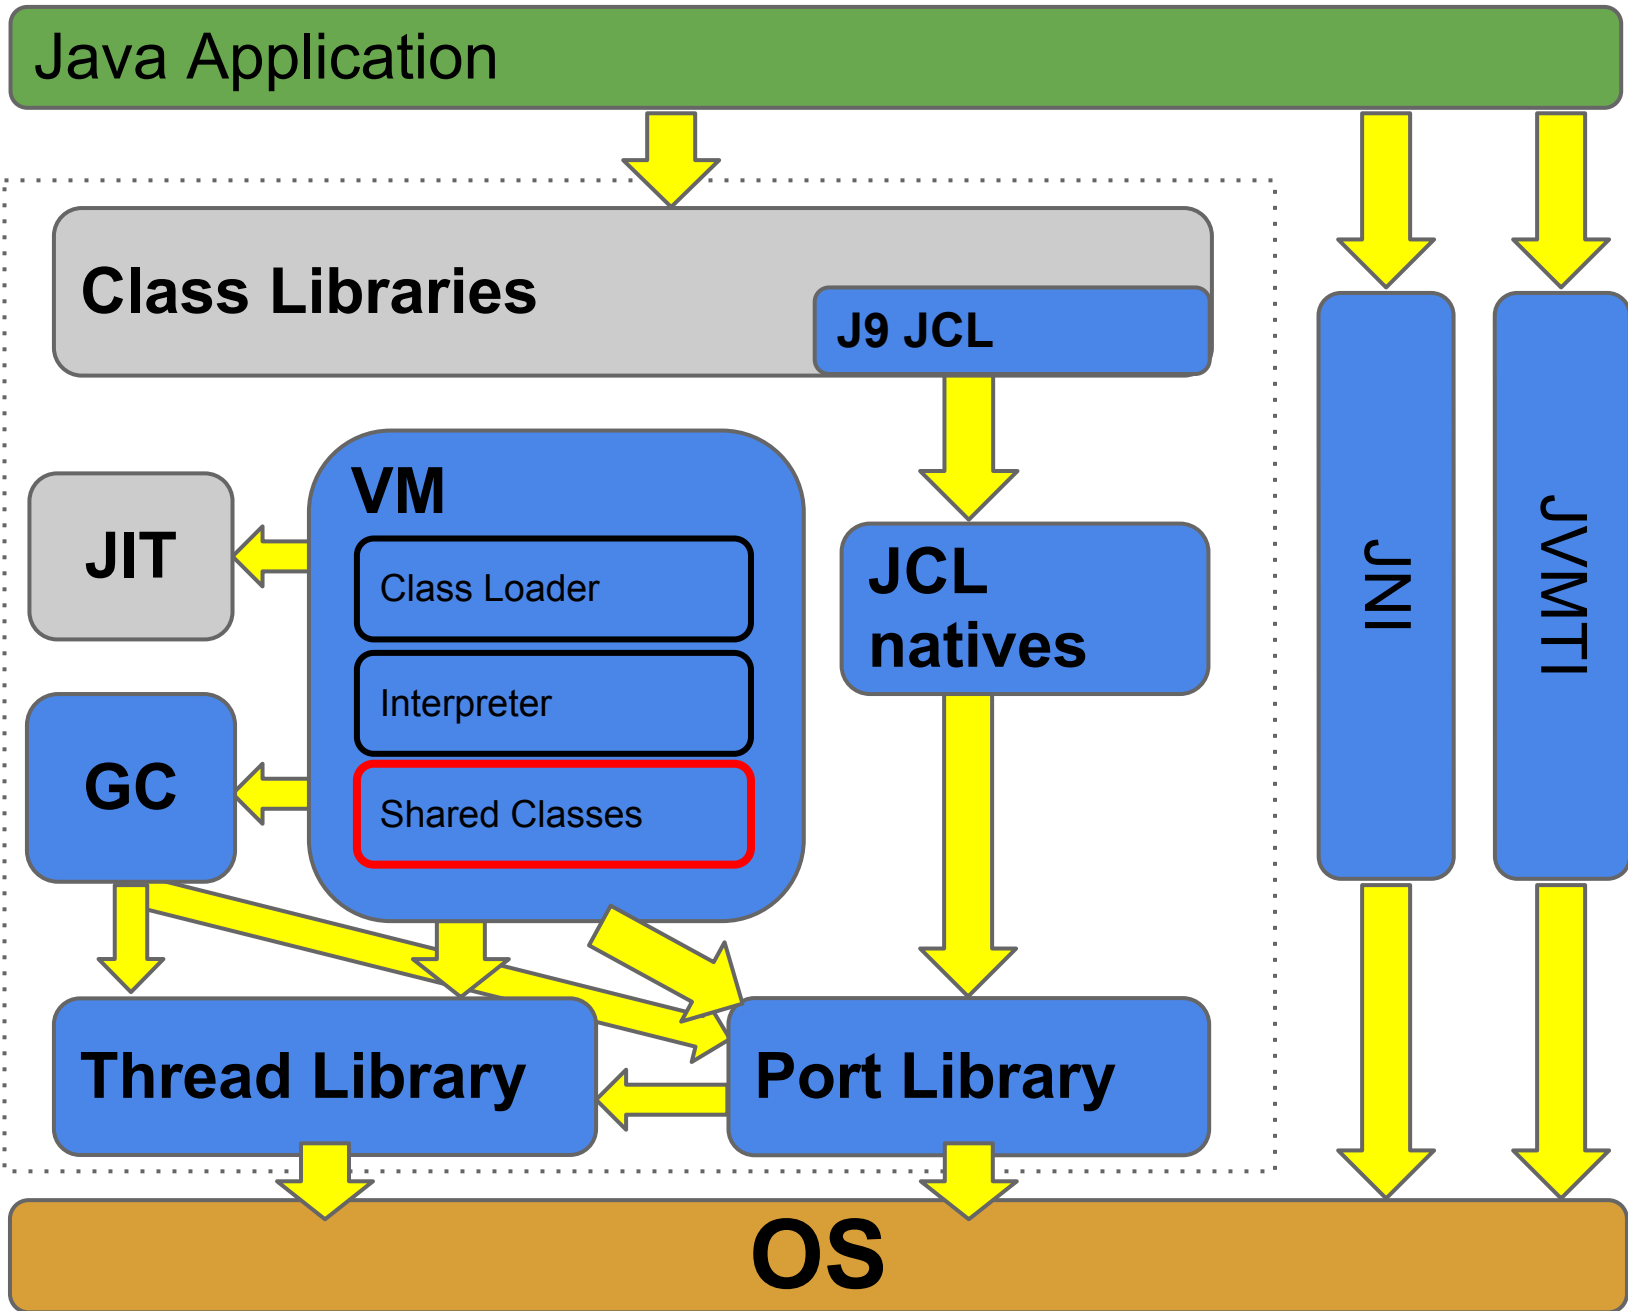 Java Application
Class Libraries
J9 JCL
VM
JIT
Class Loader
JCL
natives
Interpreter
GC
Shared Classes
JNI
JVMTI
Thread Library
Port Library
OS